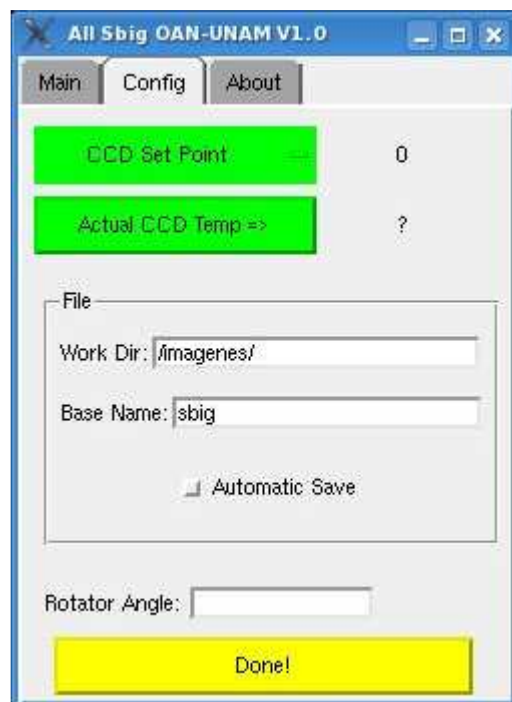 All Sbig OAN-UNAM V1.0
Main Config About
CCD Set Point 0
Actual CCD Temp => ?
File
Work Dir: /imagenes/
Base Name: sbig
Automatic Save
Rotator Angle:
Done!